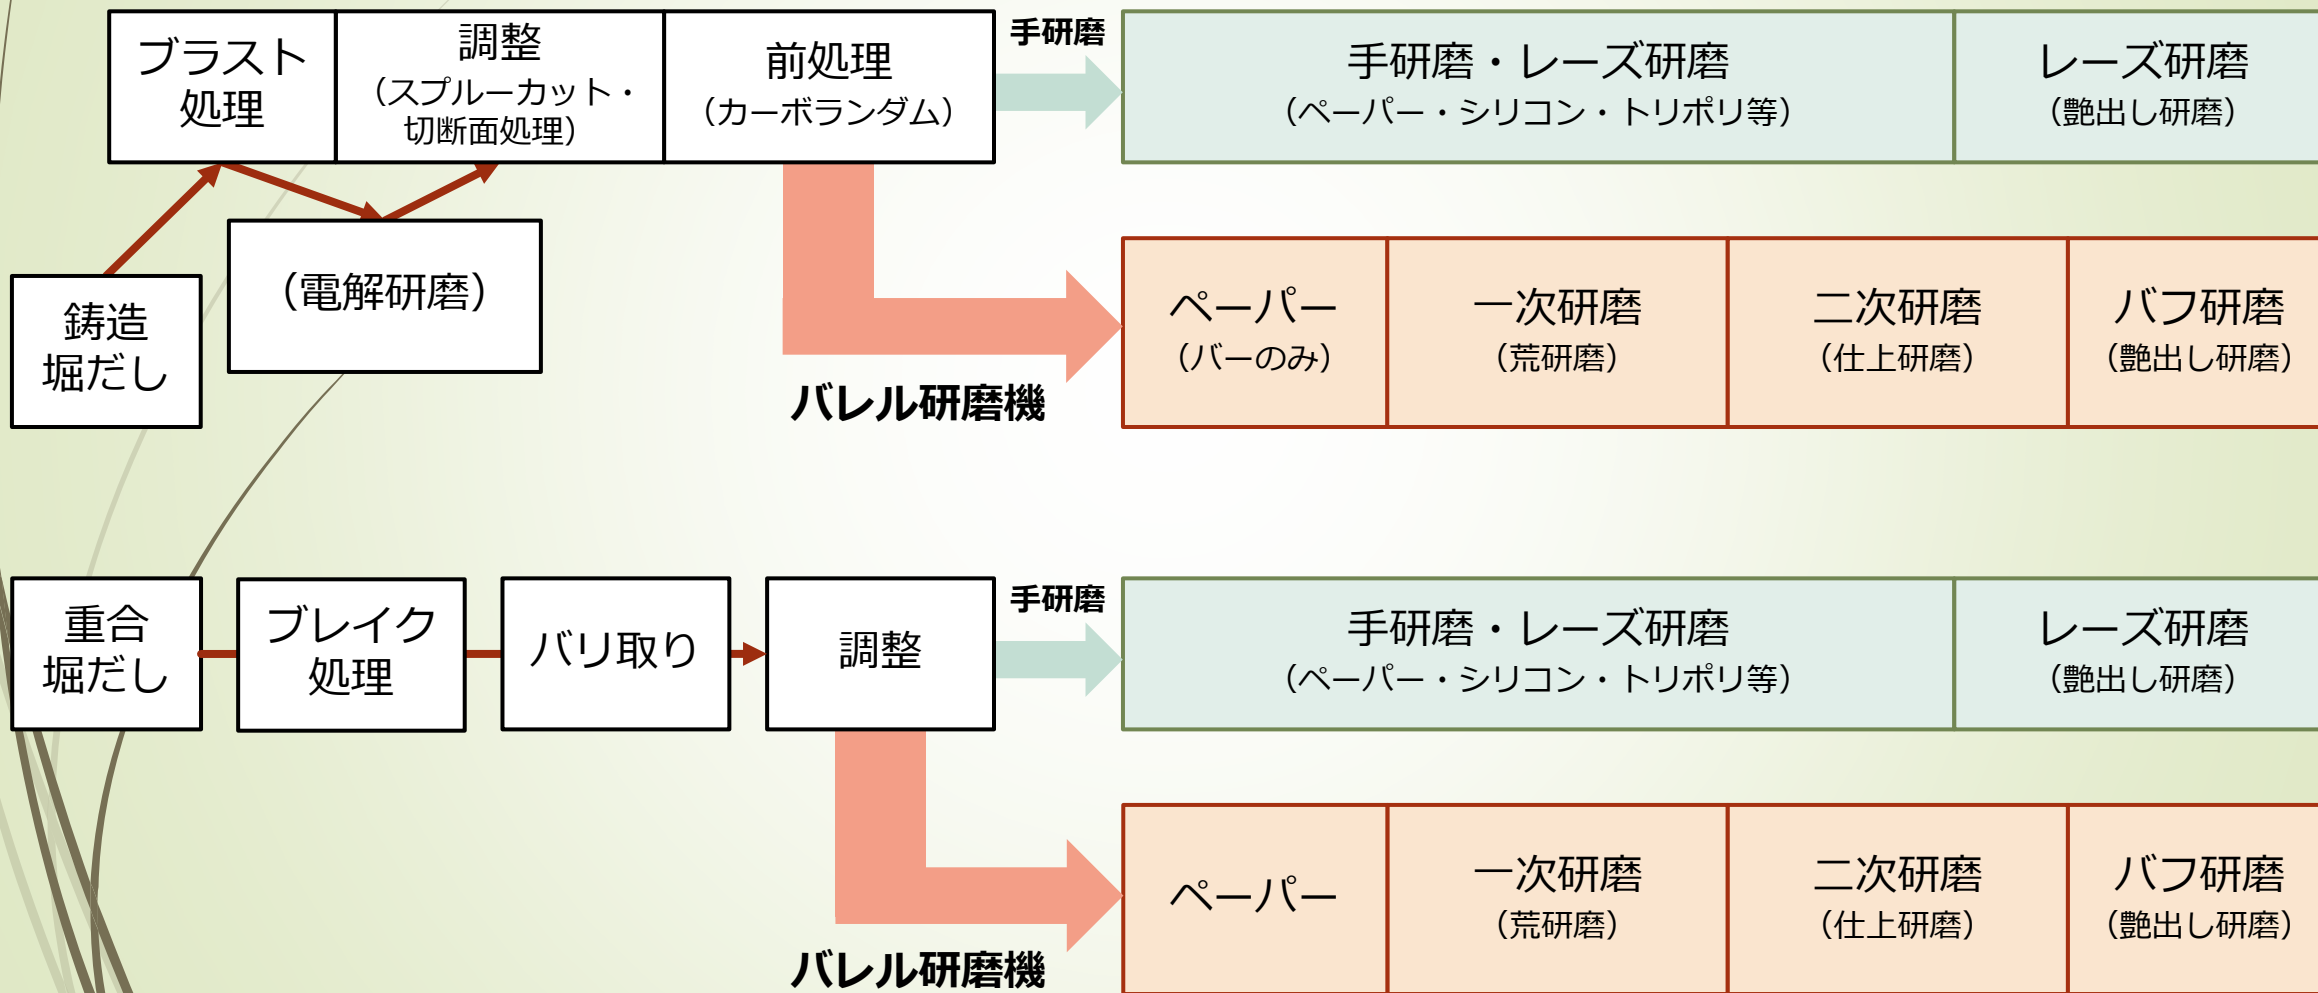 ブラスト
処理
調整
（スプルーカット・
切断面処理）
前処理
（カーボランダム）
手研磨
手研磨・レーズ研磨
（ペーパー・シリコン・トリポリ等）
レーズ研磨
（艶出し研磨）
鋳造
堀だし
（電解研磨）
バレル研磨機
ペーパー
（バーのみ）
一次研磨
（荒研磨）
二次研磨
（仕上研磨）
バフ研磨
（艶出し研磨）
重合
堀だし
ブレイク
処理
バリ取り
調整
手研磨
手研磨・レーズ研磨
（ペーパー・シリコン・トリポリ等）
レーズ研磨
（艶出し研磨）
バレル研磨機
ペーパー
一次研磨
（荒研磨）
二次研磨
（仕上研磨）
バフ研磨
（艶出し研磨）